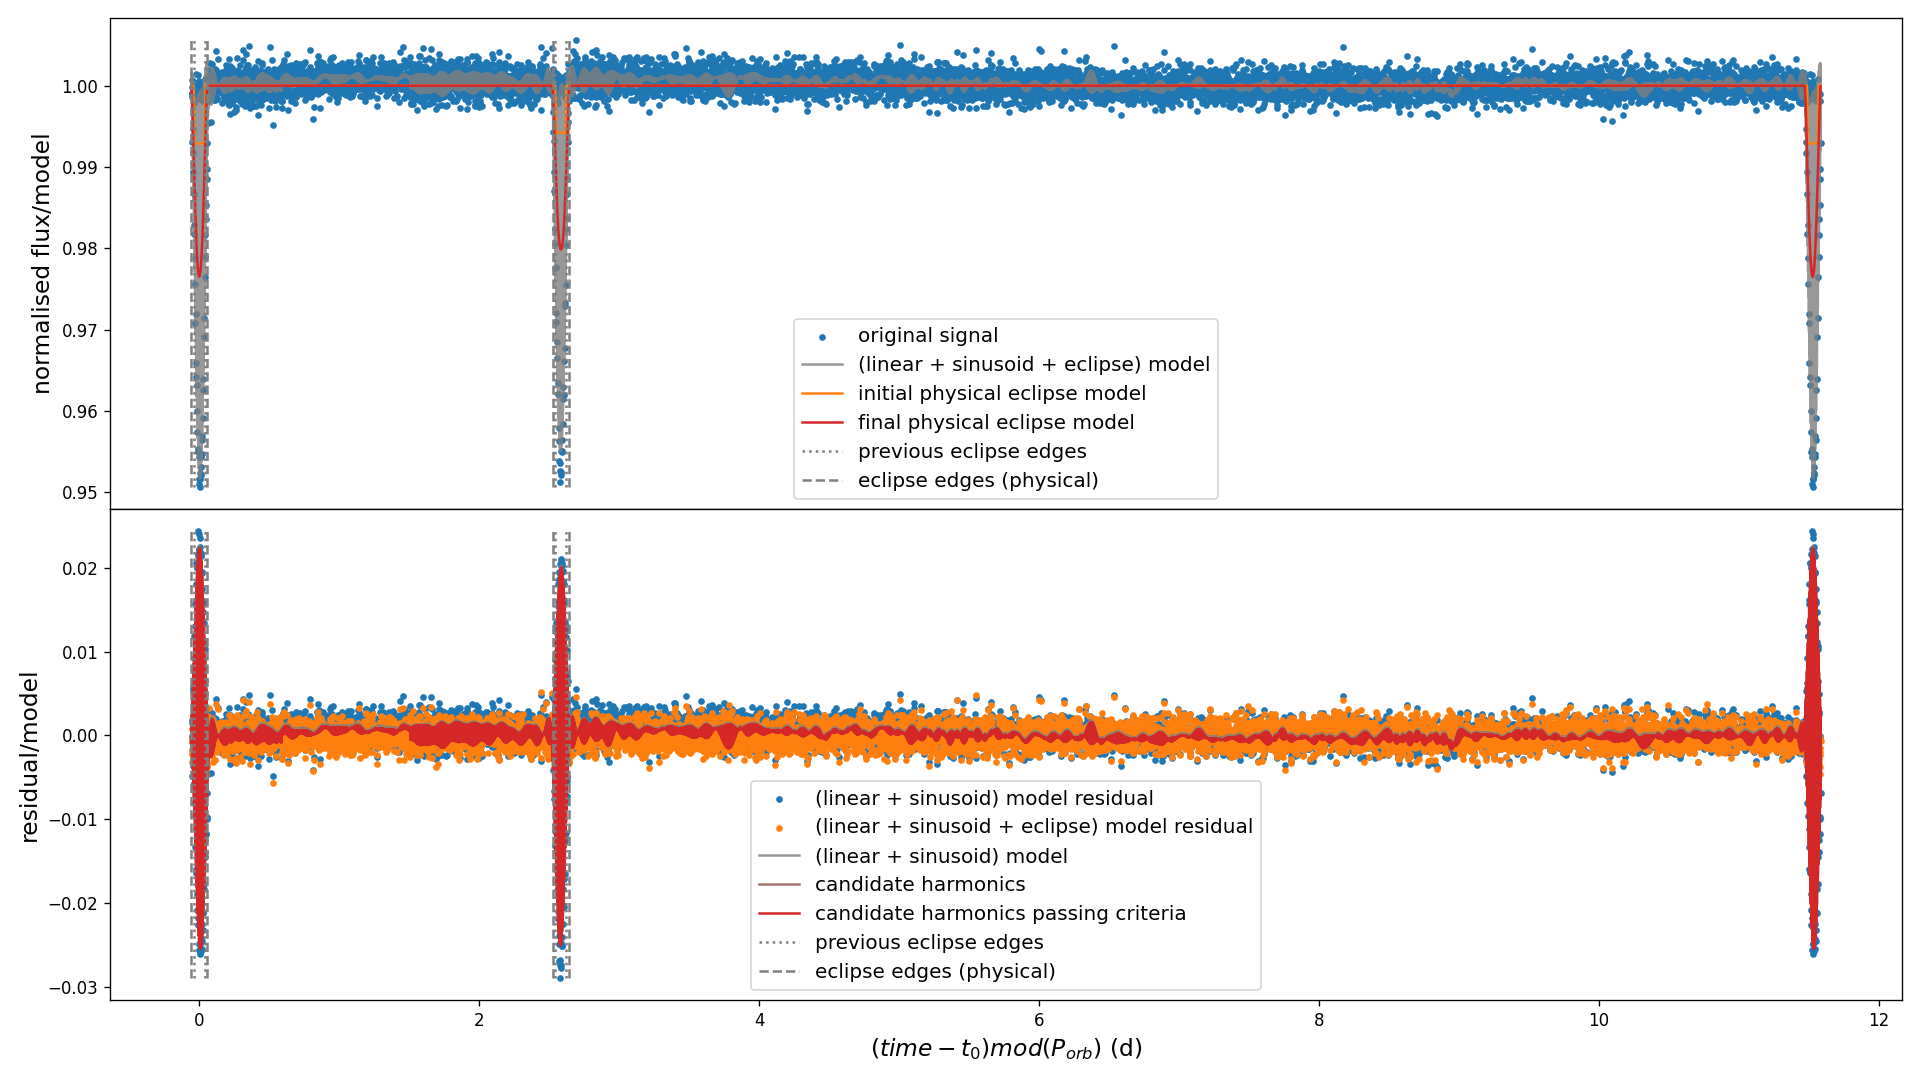 normalised flux/model
1.00
0.99
0.98
0.97
0.96
0.95
original signal
(linear + sinusoid + eclipse) model
initial physical eclipse model
final physical eclipse model
previous eclipse edges
eclipse edges (physical)
residual/model
0.02
0.01
0.00
−0.01
−0.02
−0.03
(linear + sinusoid) model residual
(linear + sinusoid + eclipse) model residual
(linear + sinusoid) model
candidate harmonics
candidate harmonics passing criteria
previous eclipse edges
eclipse edges (physical)
0 2 4 6 8 10 12
(time − t₀)mod(P_orb) (d)